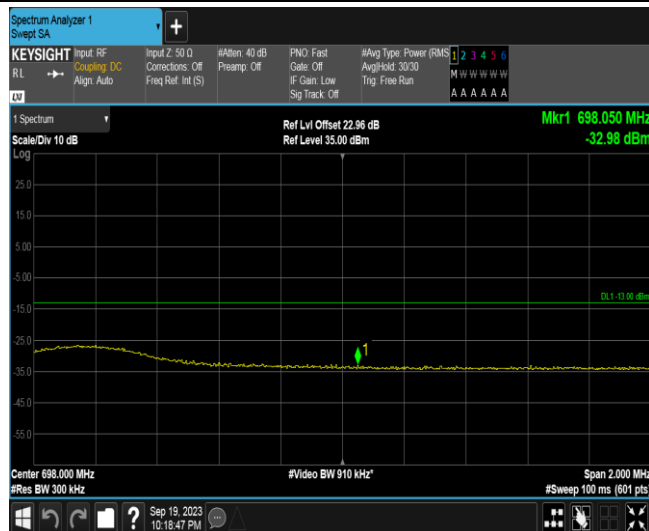 Spectrum Analyzer 1
Swept SA
+
KEYSIGHT
RL
LXI
Input: RF
Coupling: DC
Align: Auto
Input Z: 50 Ω
Corrections: Off
Freq Ref: Int (S)
#Atten: 40 dB
Preamp: Off
PNO: Fast
Gate: Off
IF Gain: Low
Sig Track: Off
#Avg Type: Power (RMS
Avg|Hold: 30/30
Trig: Free Run
1 2 3 4 5 6
M W W W W W
A A A A A A
1 Spectrum
Scale/Div 10 dB
Ref Lvl Offset 22.96 dB
Ref Level 35.00 dBm
Mkr1 698.050 MHz
-32.98 dBm
Log
25.0
15.0
5.00
-5.00
DL1 -13.00 dBm
-15.0
-25.0
1
-35.0
-45.0
-55.0
Center 698.000 MHz
#Video BW 910 kHz*
Span 2.000 MHz
#Res BW 300 kHz
#Sweep 100 ms (601 pts)
?
Sep 19, 2023
10:18:47 PM